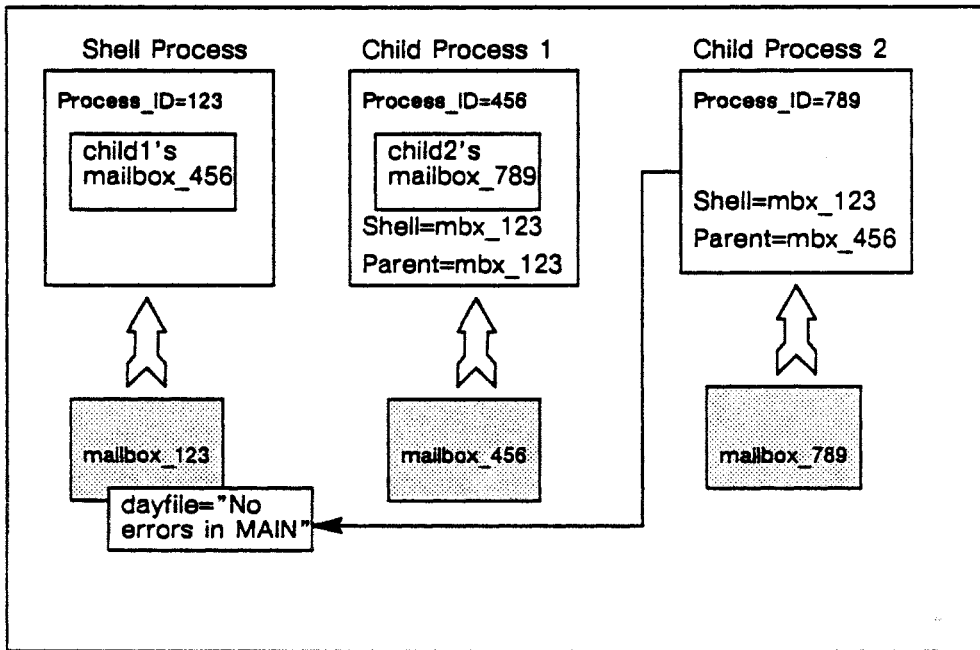 Shell Process
Process_ID=123
child1's
mailbox_456
Child Process 1
Process_ID=456
child2's
mailbox_789
Shell=mbx_123
Parent=mbx_123
Child Process 2
Process_ID=789
Shell=mbx_123
Parent=mbx_456
mailbox_123
dayfile="No
errors in MAIN"
mailbox_456
mailbox_789